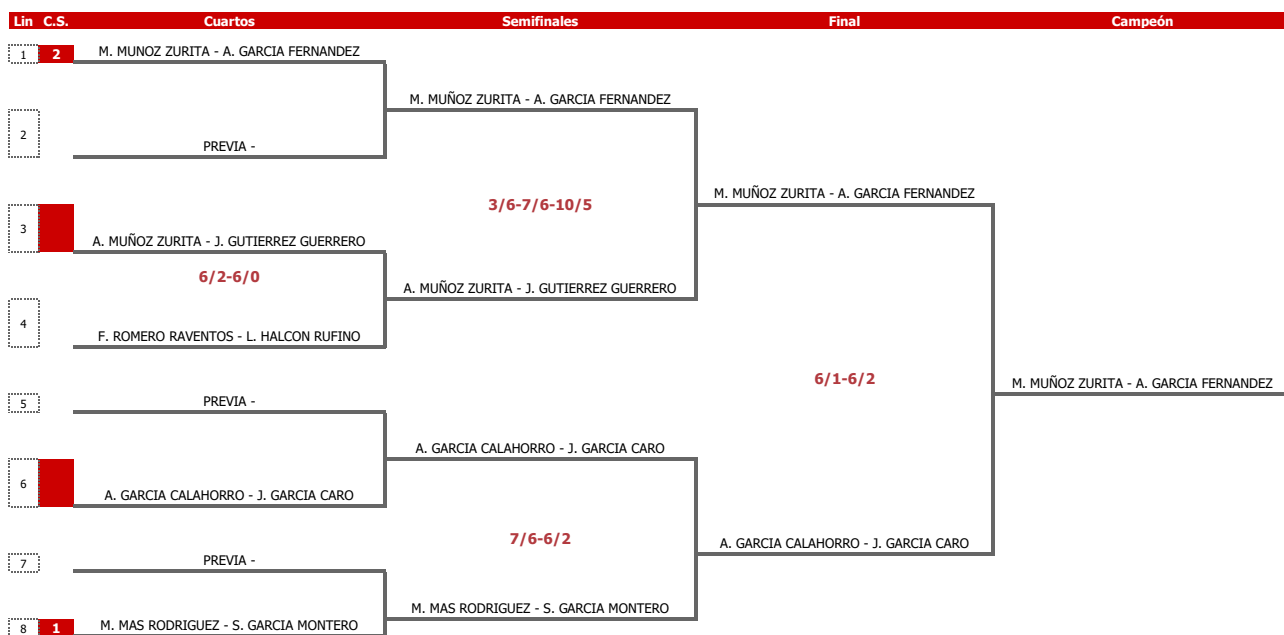 Lin C.S. Cuartos Semifinales Final Campeón
1 2 M. MUNOZ ZURITA - A. GARCIA FERNANDEZ
M. MUÑOZ ZURITA - A. GARCIA FERNANDEZ
2 PREVIA -
M. MUÑOZ ZURITA - A. GARCIA FERNANDEZ
3/6-7/6-10/5
3 A. MUÑOZ ZURITA - J. GUTIERREZ GUERRERO
6/2-6/0
A. MUÑOZ ZURITA - J. GUTIERREZ GUERRERO
4 F. ROMERO RAVENTOS - L. HALCON RUFINO
6/1-6/2
M. MUÑOZ ZURITA - A. GARCIA FERNANDEZ
5 PREVIA -
A. GARCIA CALAHORRO - J. GARCIA CARO
6 A. GARCIA CALAHORRO - J. GARCIA CARO
7/6-6/2
A. GARCIA CALAHORRO - J. GARCIA CARO
7 PREVIA -
M. MAS RODRIGUEZ - S. GARCIA MONTERO
8 1 M. MAS RODRIGUEZ - S. GARCIA MONTERO